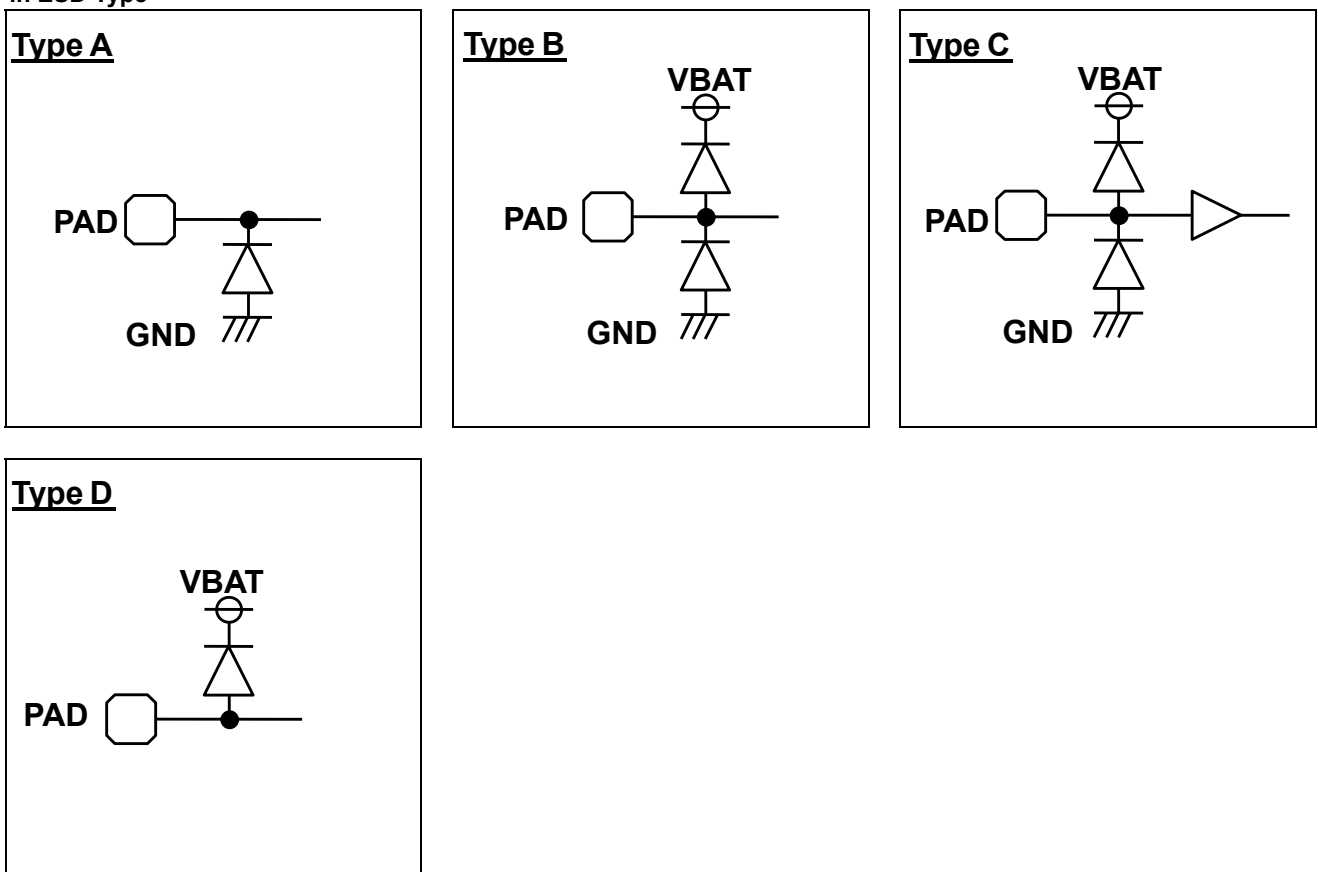 Type A
PAD
GND
Type B
VBAT
PAD
GND
Type C
VBAT
PAD
GND
Type D
VBAT
PAD